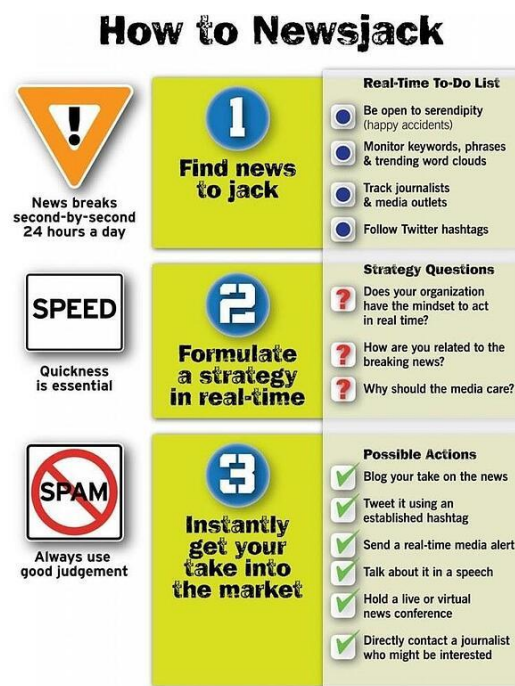 How to Newsjack
!
News breaks
second-by-second
24 hours a day
1
Find news
to jack
Real-Time To-Do List
Be open to serendipity
(happy accidents)
Monitor keywords, phrases
& trending word clouds
Track journalists
& media outlets
Follow Twitter hashtags
SPEED
Quickness
is essential
2
Formulate
a strategy
in real-time
Strategy Questions
?
Does your organization
have the mindset to act
in real time?
?
How are you related to the
breaking news?
?
Why should the media care?
SPAM
Always use
good judgement
3
Instantly
get your
take into
the market
Possible Actions
Blog your take on the news
Tweet it using an
established hashtag
Send a real-time media alert
Talk about it in a speech
Hold a live or virtual
news conference
Directly contact a journalist
who might be interested